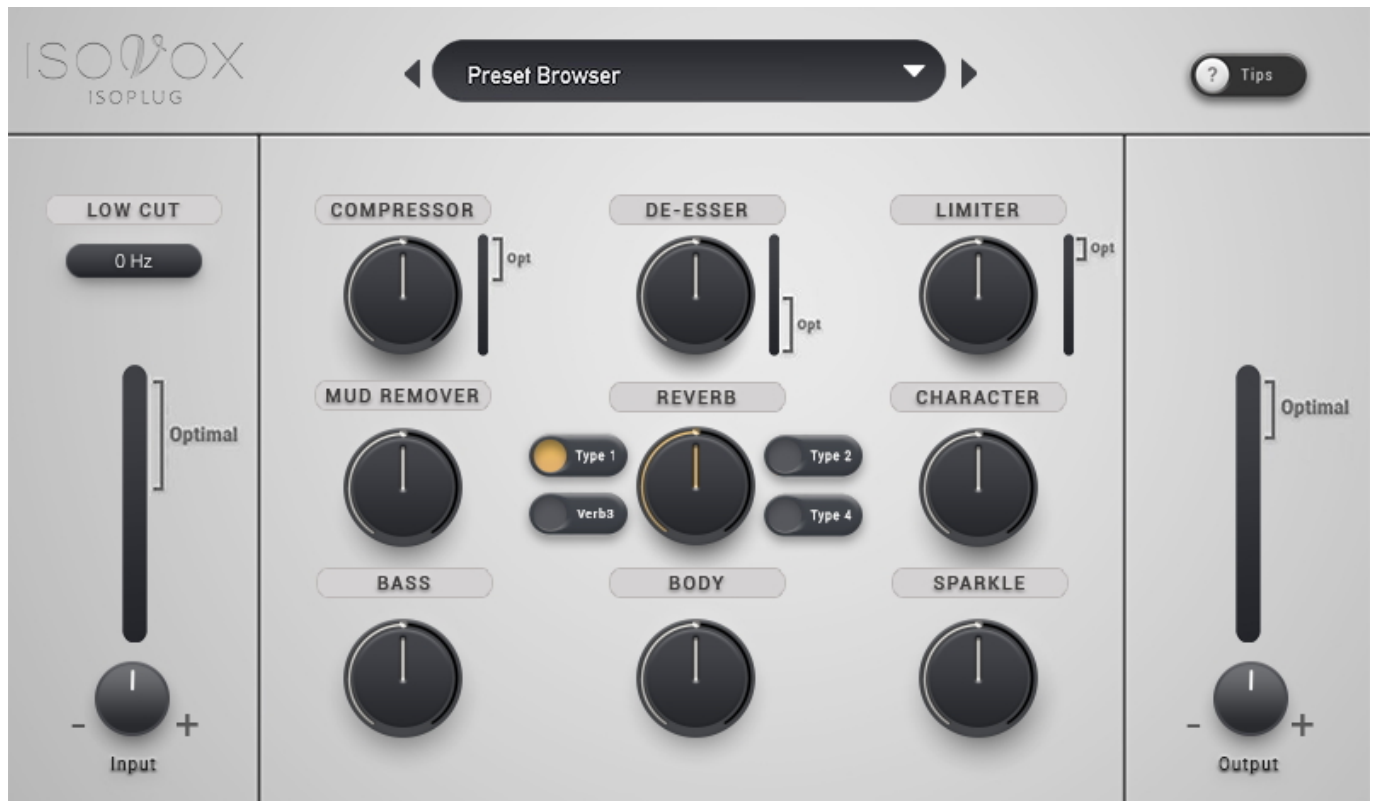 ISOVOX
ISOPLUG
Preset Browser
? Tips
LOW CUT
0 Hz
Optimal
- +
Input
COMPRESSOR
Opt
DE-ESSER
Opt
LIMITER
Opt
MUD REMOVER
REVERB
Type 1
Type 2
Verb3
Type 4
CHARACTER
BASS
BODY
SPARKLE
Optimal
- +
Output